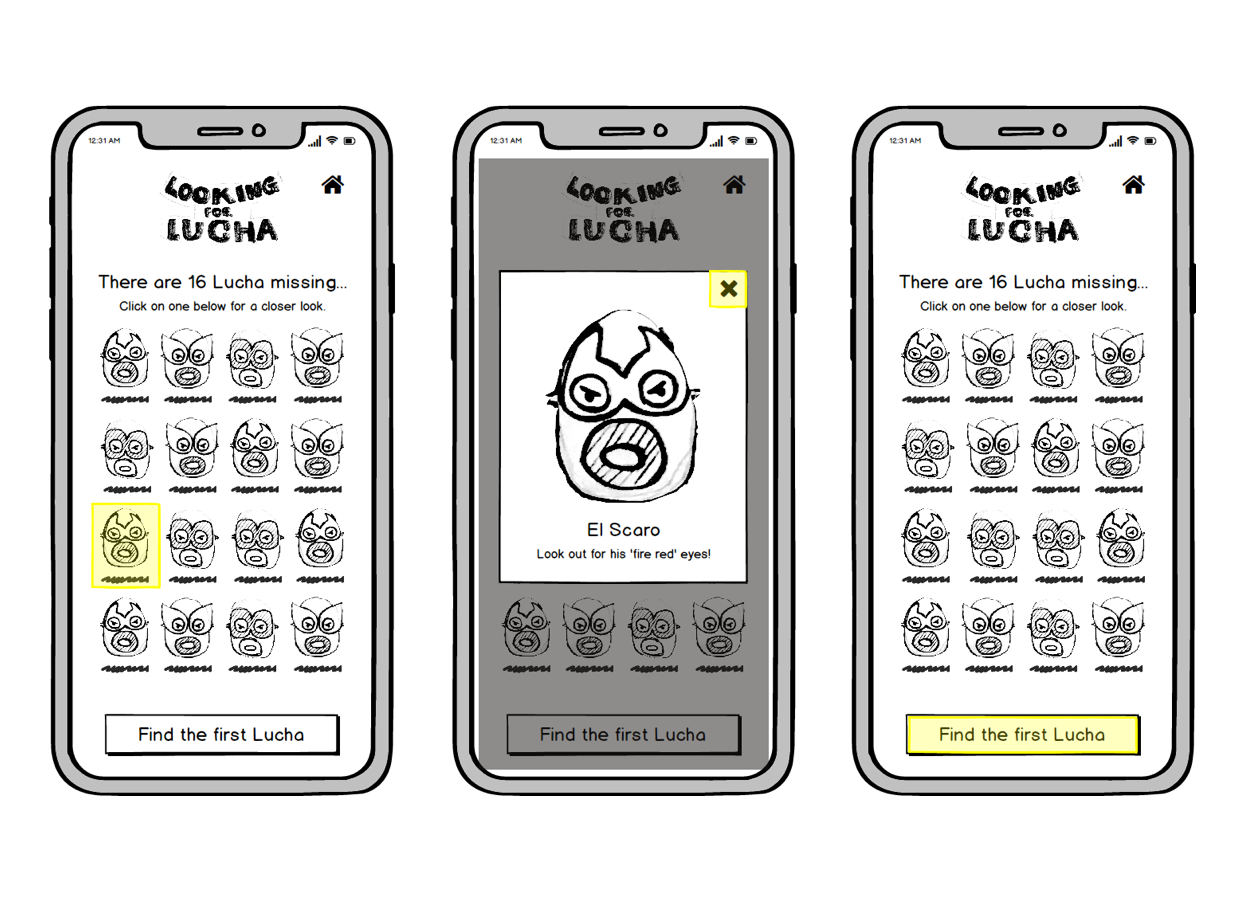 12:31 AM
LOOKING
FOR
LUCHA
There are 16 Lucha missing...
Click on one below for a closer look.
Find the first Lucha
12:31 AM
LOOKING
FOR
LUCHA
El Scaro
Look out for his 'fire red' eyes!
Find the first Lucha
12:31 AM
LOOKING
FOR
LUCHA
There are 16 Lucha missing...
Click on one below for a closer look.
Find the first Lucha